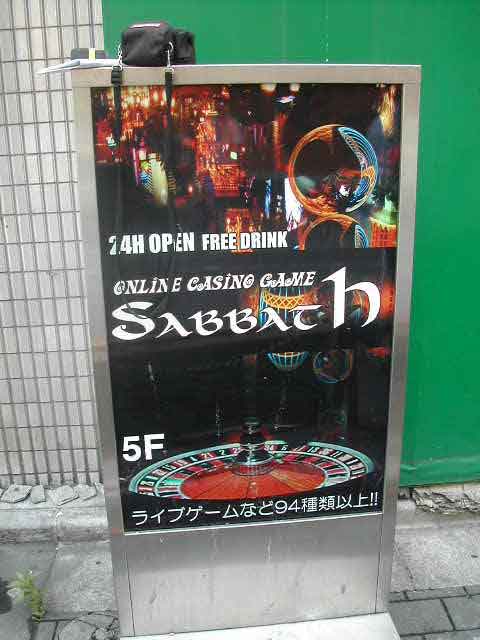 24H OPEN FREE DRINK
ONLINE CASINO GAME
SABBATH
5F
ライブゲームなど94種類以上!!